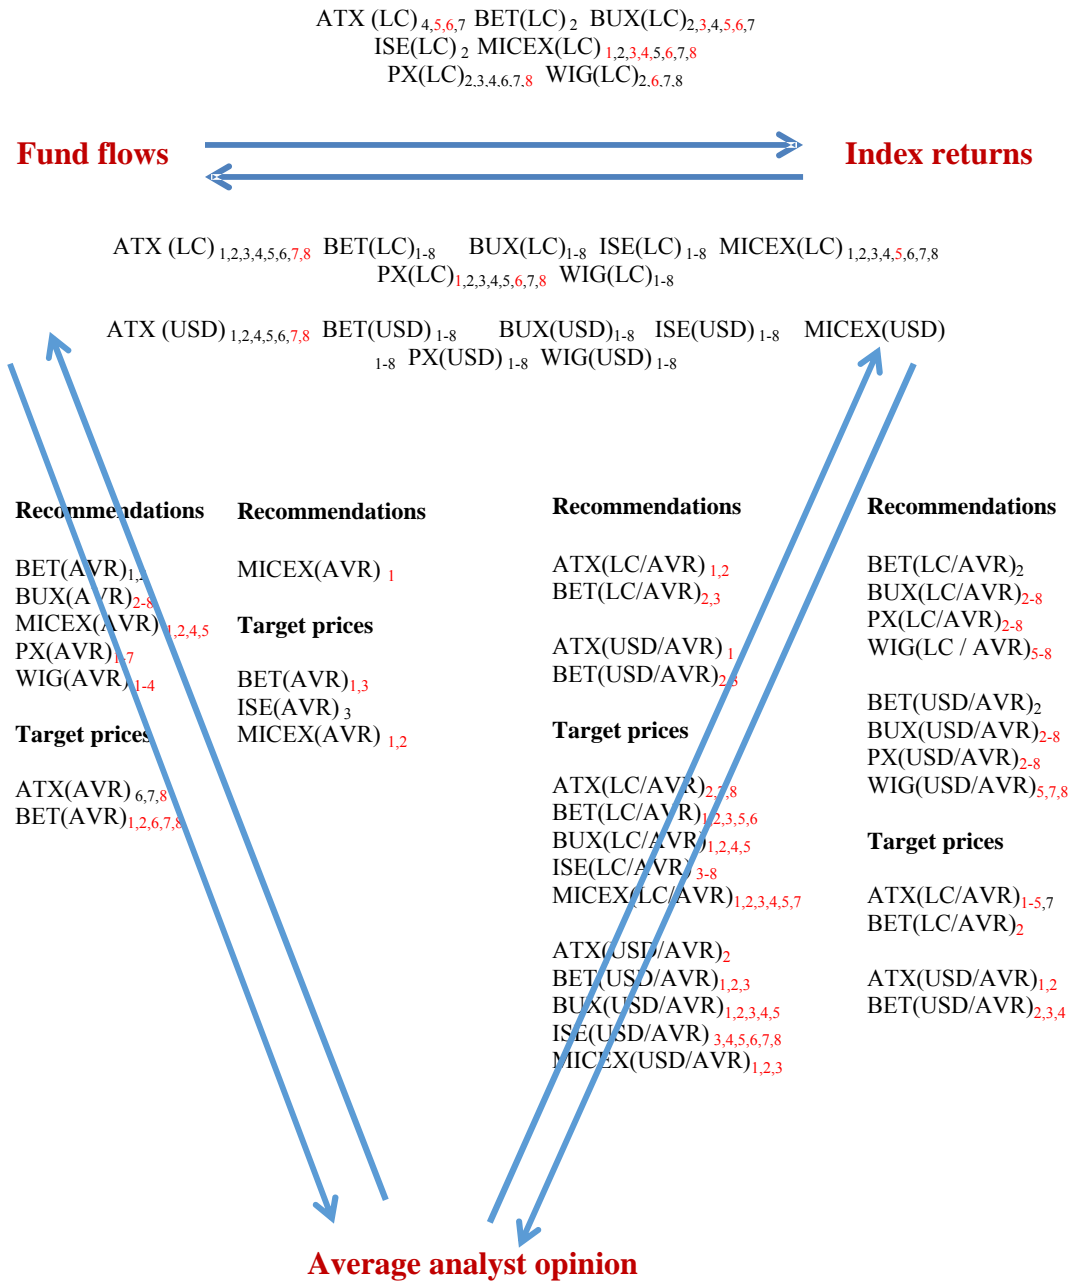 ATX (LC) 4,5,6,7 BET(LC) 2 BUX(LC)2,3,4,5,6,7
ISE(LC) 2 MICEX(LC) 1,2,3,4,5,6,7,8
PX(LC)2,3,4,6,7,8 WIG(LC)2,6,7,8
Fund flows
Index returns
ATX (LC) 1,2,3,4,5,6,7,8 BET(LC)1-8 BUX(LC)1-8 ISE(LC) 1-8 MICEX(LC) 1,2,3,4,5,6,7,8
PX(LC)1,2,3,4,5,6,7,8 WIG(LC)1-8
ATX (USD) 1,2,4,5,6,7,8 BET(USD) 1-8 BUX(USD)1-8 ISE(USD) 1-8 MICEX(USD)
1-8 PX(USD) 1-8 WIG(USD) 1-8
Recommendations
BET(AVR)1,2
BUX(AVR)2-8
MICEX(AVR) 1,2,4,5
PX(AVR)1-7
WIG(AVR) 1-4
Target prices
ATX(AVR) 6,7,8
BET(AVR)1,2,6,7,8
Recommendations
MICEX(AVR) 1
Target prices
BET(AVR)1,3
ISE(AVR) 3
MICEX(AVR) 1,2
Recommendations
ATX(LC/AVR) 1,2
BET(LC/AVR)2,3
ATX(USD/AVR) 1
BET(USD/AVR)2,3
Target prices
ATX(LC/AVR)2,7,8
BET(LC/AVR)1,2,3,5,6
BUX(LC/AVR)1,2,4,5
ISE(LC/AVR) 3-8
MICEX(LC/AVR)1,2,3,4,5,7
ATX(USD/AVR)2
BET(USD/AVR)1,2,3
BUX(USD/AVR)1,2,3,4,5
ISE(USD/AVR) 3,4,5,6,7,8
MICEX(USD/AVR)1,2,3
Recommendations
BET(LC/AVR)2
BUX(LC/AVR)2-8
PX(LC/AVR)2-8
WIG(LC / AVR)5-8
BET(USD/AVR)2
BUX(USD/AVR)2-8
PX(USD/AVR)2-8
WIG(USD/AVR)5,7,8
Target prices
ATX(LC/AVR)1-5,7
BET(LC/AVR)2
ATX(USD/AVR)1,2
BET(USD/AVR)2,3,4
Average analyst opinion